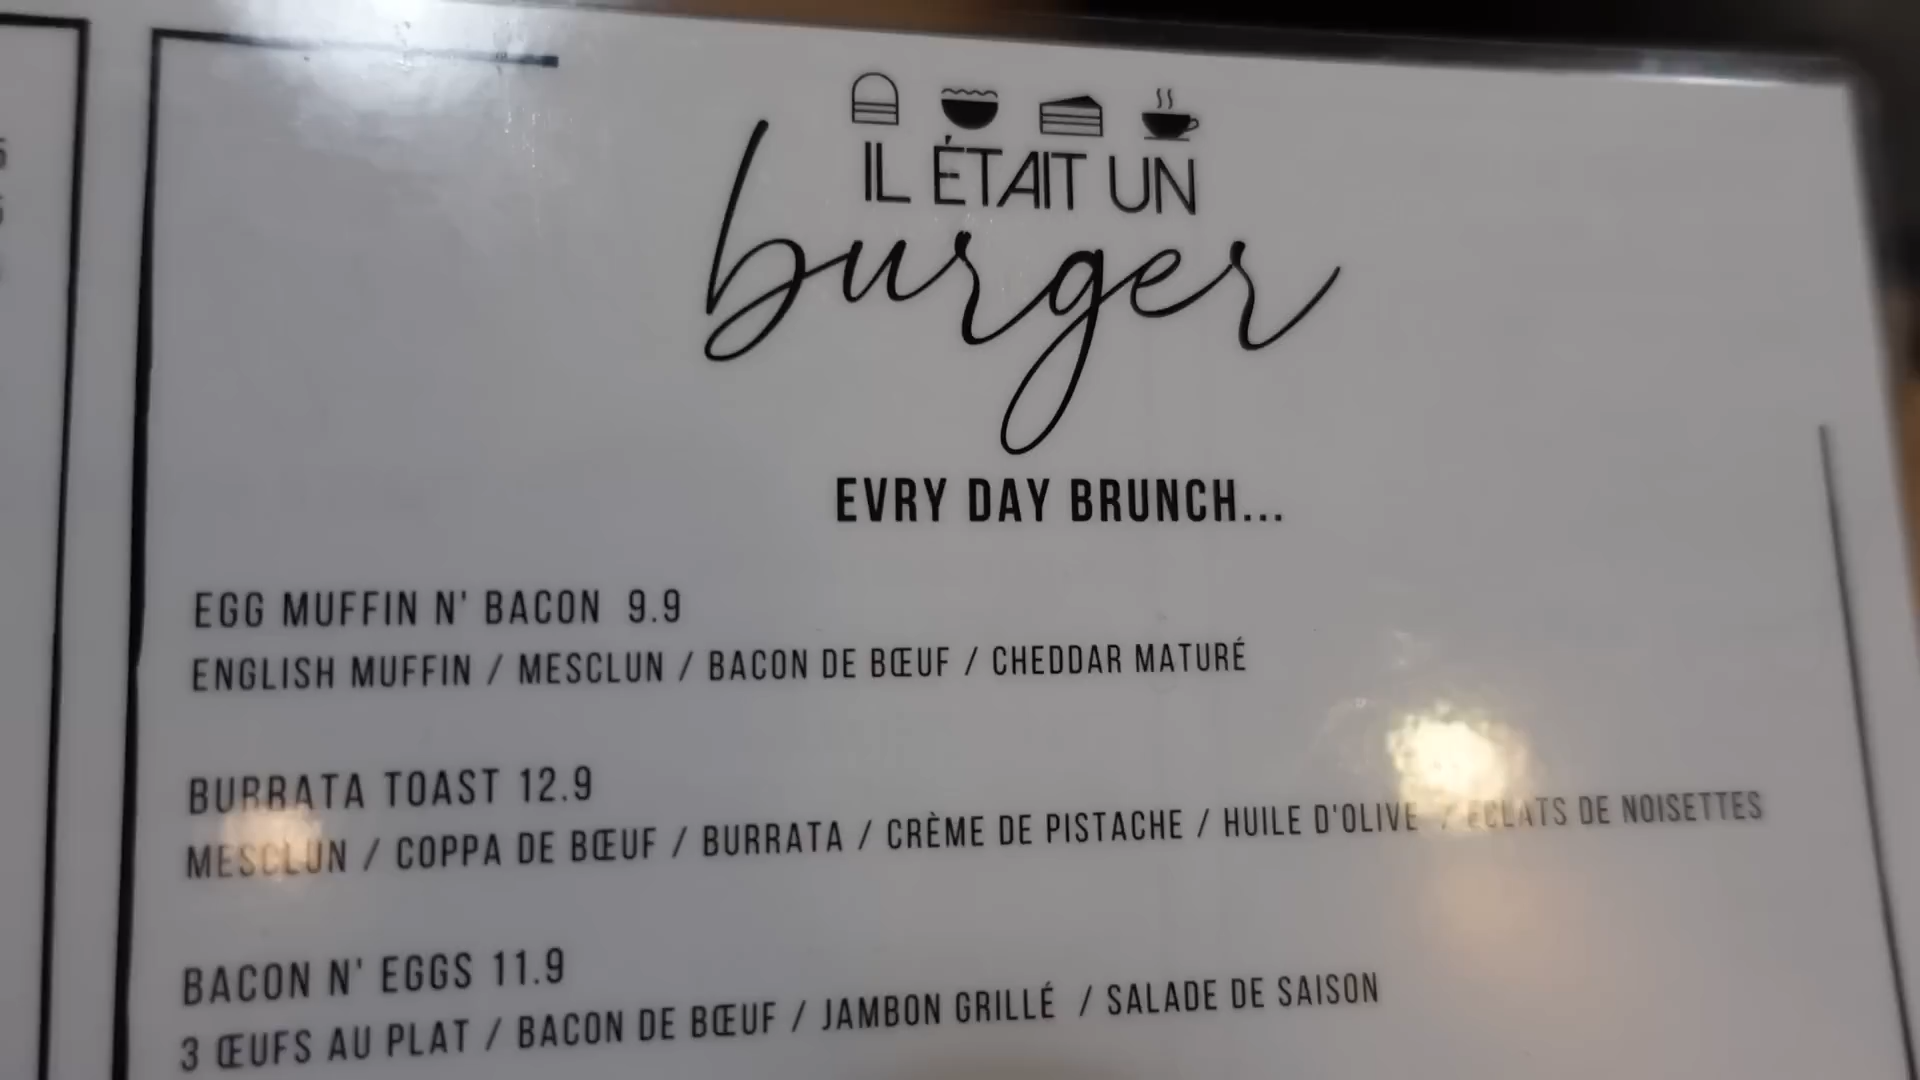 IL ÉTAIT UN
burger
EVRY DAY BRUNCH...
EGG MUFFIN N' BACON 9.9
ENGLISH MUFFIN / MESCLUN / BACON DE BŒUF / CHEDDAR MATURÉ
BURRATA TOAST 12.9
MESCLUN / COPPA DE BŒUF / BURRATA / CRÈME DE PISTACHE / HUILE D'OLIVE / ECLATS DE NOISETTES
BACON N' EGGS 11.9
3 ŒUFS AU PLAT / BACON DE BŒUF / JAMBON GRILLÉ / SALADE DE SAISON